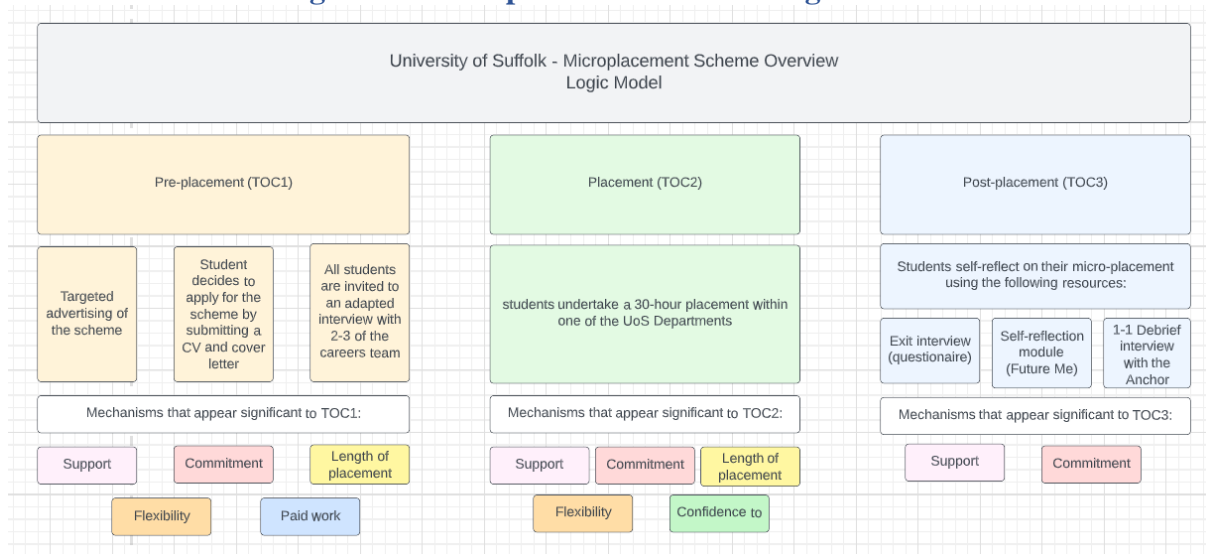 University of Suffolk - Microplacement Scheme Overview
Logic Model
Pre-placement (TOC1)
Placement (TOC2)
Post-placement (TOC3)
Targeted
advertising of
the scheme
Student
decides to
apply for the
scheme by
submitting a
CV and cover
letter
All students
are invited to
an adapted
interview with
2-3 of the
careers team
students undertake a 30-hour placement within
one of the UoS Departments
Students self-reflect on their micro-placement
using the following resources:
Exit interview
(questionaire)
Self-reflection
module
(Future Me)
1-1 Debrief
interview
with the
Anchor
Mechanisms that appear significant to TOC1:
Mechanisms that appear significant to TOC2:
Mechanisms that appear significant to TOC3:
Support
Commitment
Length of
placement
Flexibility
Paid work
Support
Commitment
Length of
placement
Flexibility
Confidence to
Support
Commitment